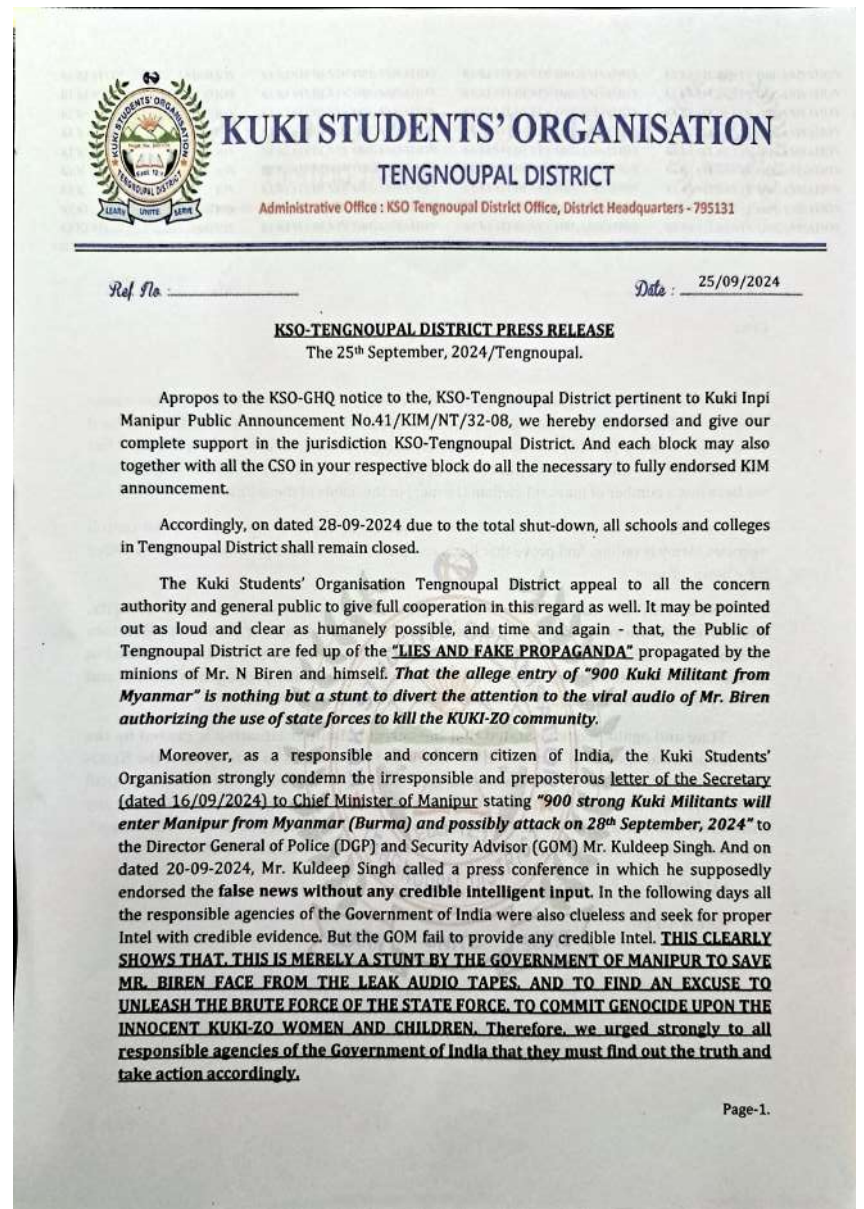 KUKI STUDENTS' ORGANISATION
TENGNOUPAL DISTRICT
LEARN UNITE SERVE
KUKI STUDENTS' ORGANISATION
TENGNOUPAL DISTRICT
Administrative Office : KSO Tengnoupal District Office, District Headquarters - 795131
Ref. No. :
Date : 25/09/2024
KSO-TENGNOUPAL DISTRICT PRESS RELEASE
The 25th September, 2024/Tengnoupal.
Apropos to the KSO-GHQ notice to the, KSO-Tengnoupal District pertinent to Kuki Inpi
Manipur Public Announcement No.41/KIM/NT/32-08, we hereby endorsed and give our
complete support in the jurisdiction KSO-Tengnoupal District. And each block may also
together with all the CSO in your respective block do all the necessary to fully endorsed KIM
announcement.
Accordingly, on dated 28-09-2024 due to the total shut-down, all schools and colleges
in Tengnoupal District shall remain closed.
The Kuki Students' Organisation Tengnoupal District appeal to all the concern
authority and general public to give full cooperation in this regard as well. It may be pointed
out as loud and clear as humanely possible, and time and again - that, the Public of
Tengnoupal District are fed up of the "LIES AND FAKE PROPAGANDA" propagated by the
minions of Mr. N Biren and himself. That the allege entry of "900 Kuki Militant from
Myanmar" is nothing but a stunt to divert the attention to the viral audio of Mr. Biren
authorizing the use of state forces to kill the KUKI-ZO community.
Moreover, as a responsible and concern citizen of India, the Kuki Students'
Organisation strongly condemn the irresponsible and preposterous letter of the Secretary
(dated 16/09/2024) to Chief Minister of Manipur stating "900 strong Kuki Militants will
enter Manipur from Myanmar (Burma) and possibly attack on 28th September, 2024" to
the Director General of Police (DGP) and Security Advisor (GOM) Mr. Kuldeep Singh. And on
dated 20-09-2024, Mr. Kuldeep Singh called a press conference in which he supposedly
endorsed the false news without any credible intelligent input. In the following days all
the responsible agencies of the Government of India were also clueless and seek for proper
Intel with credible evidence. But the GOM fail to provide any credible Intel. THIS CLEARLY
SHOWS THAT, THIS IS MERELY A STUNT BY THE GOVERNMENT OF MANIPUR TO SAVE
MR. BIREN FACE FROM THE LEAK AUDIO TAPES, AND TO FIND AN EXCUSE TO
UNLEASH THE BRUTE FORCE OF THE STATE FORCE, TO COMMIT GENOCIDE UPON THE
INNOCENT KUKI-ZO WOMEN AND CHILDREN. Therefore, we urged strongly to all
responsible agencies of the Government of India that they must find out the truth and
take action accordingly.
Page-1.